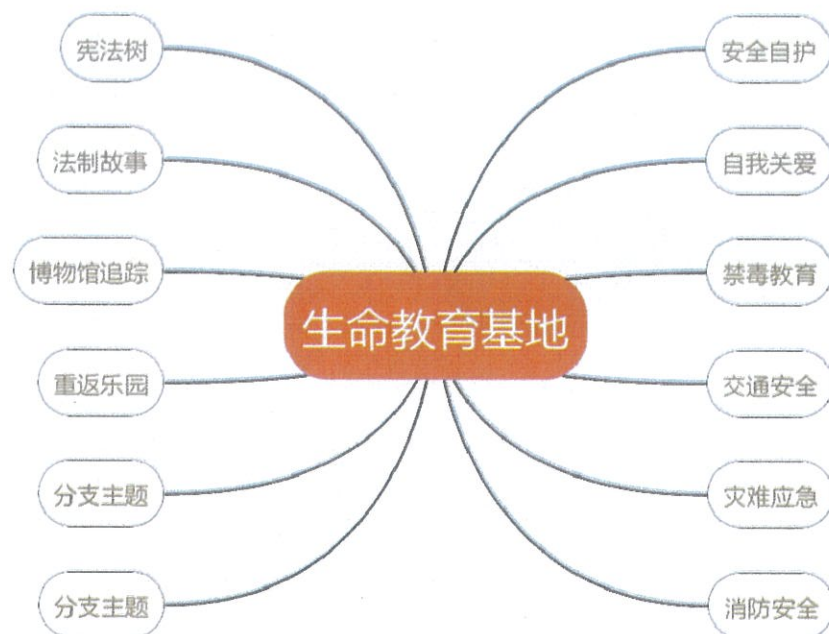 宪法树
安全自护
法制故事
自我关爱
博物馆追踪
禁毒教育
生命教育基地
重返乐园
交通安全
分支主题
灾难应急
分支主题
消防安全